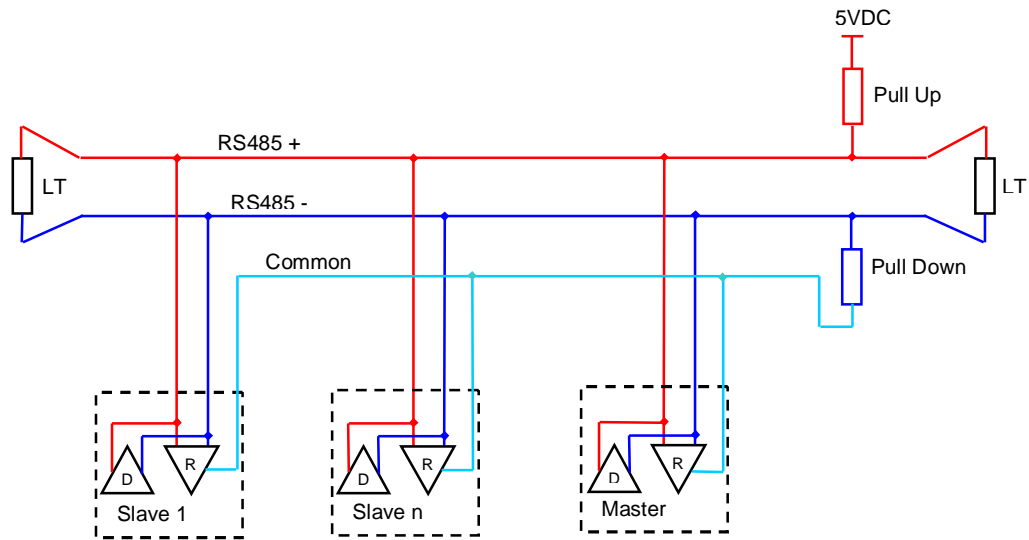 5VDC
Pull Up
RS485 +
LT
LT
RS485 -
Common
Pull Down
R
R
R
D
D
D
Slave 1
Slave n
Master